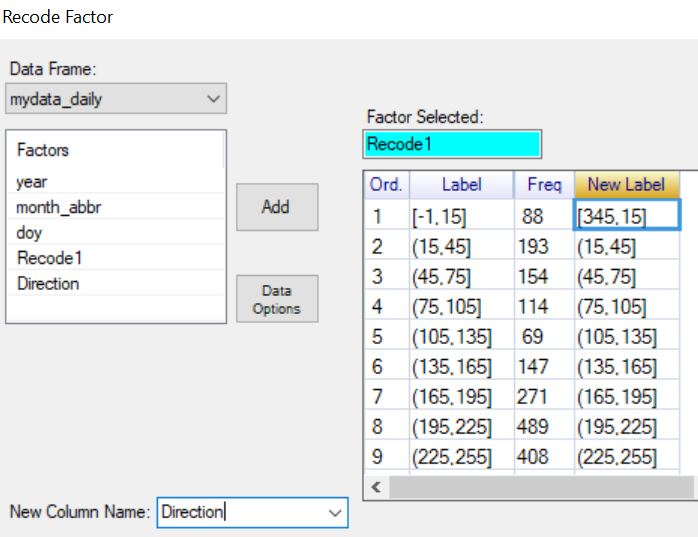 Recode Factor
Data Frame:
mydata_daily
Factors
year
month_abbr
doy
Recode1
Direction
Add
Data
Options
Factor Selected:
Recode1
Ord. Label Freq New Label
1 [-1,15] 88 [345,15]
2 (15,45] 193 (15,45]
3 (45,75] 154 (45,75]
4 (75,105] 114 (75,105]
5 (105,135] 69 (105,135]
6 (135,165] 147 (135,165]
7 (165,195] 271 (165,195]
8 (195,225] 489 (195,225]
9 (225,255] 408 (225,255]
New Column Name: Direction